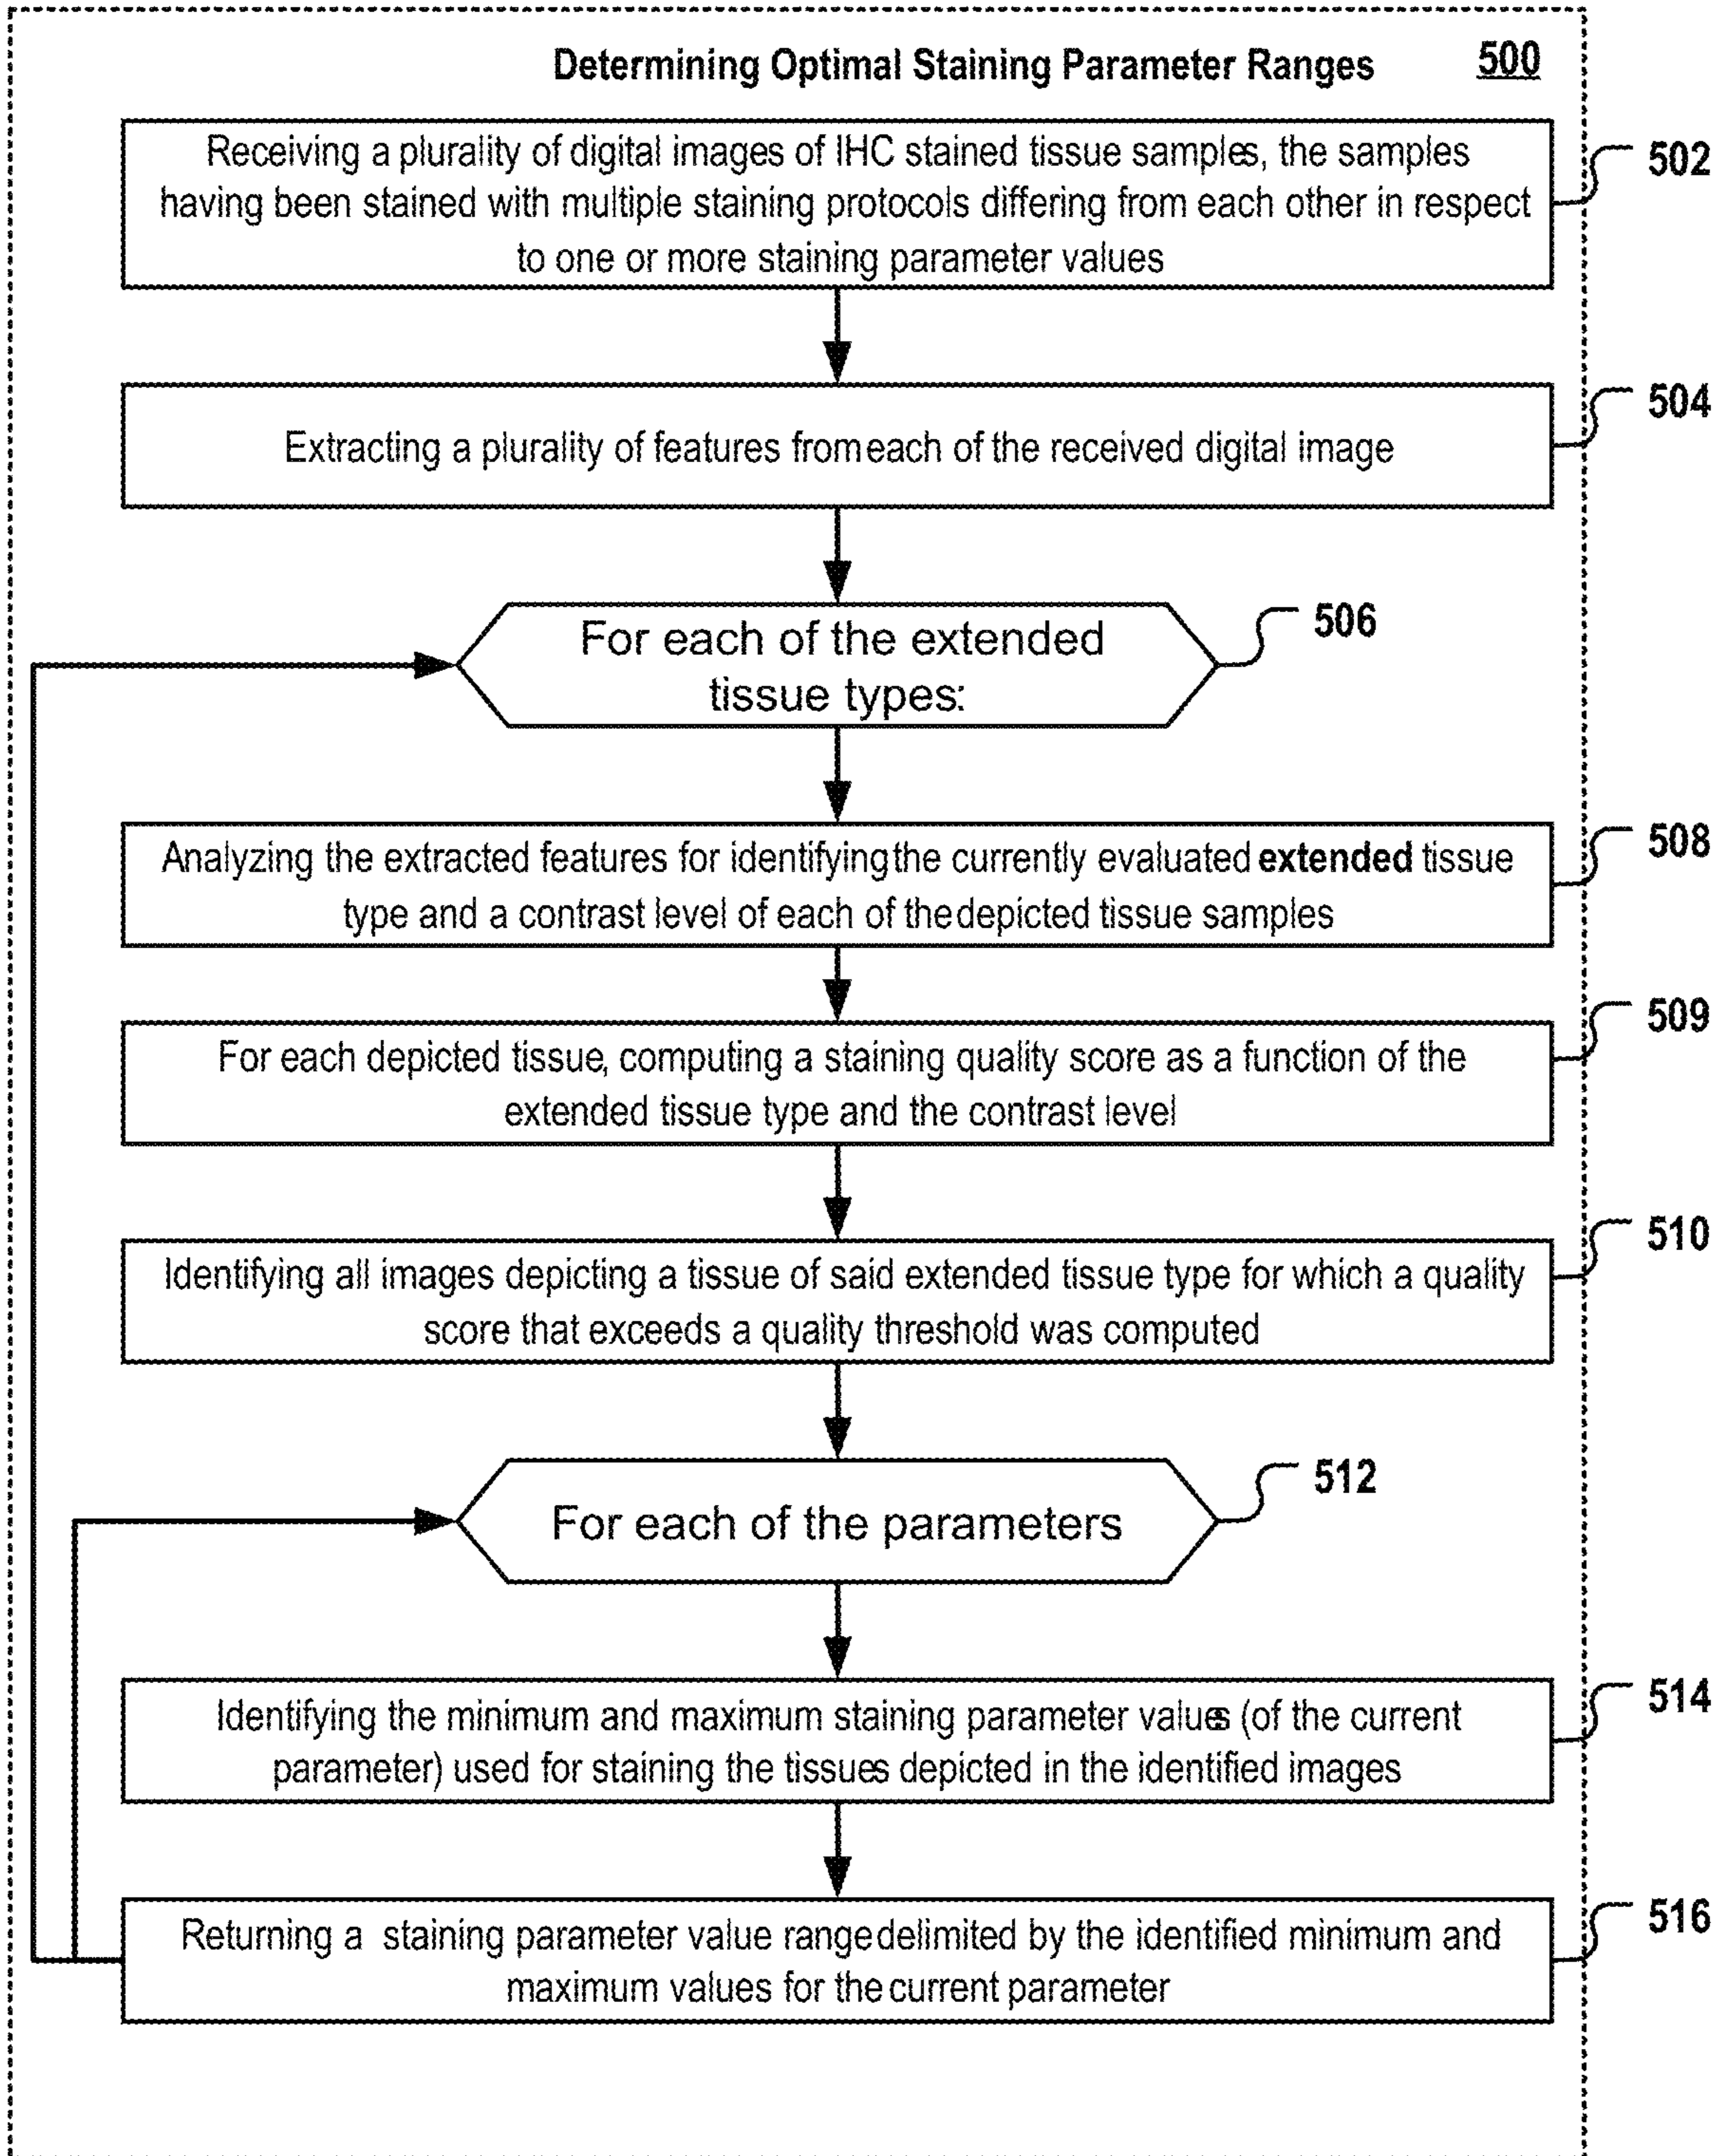 Determining Optimal Staining Parameter Ranges 500
Receiving a plurality of digital images of IHC stained tissue samples, the samples
having been stained with multiple staining protocols differing from each other in respect
to one or more staining parameter values
502
Extracting a plurality of features from each of the received digital image
504
For each of the extended
tissue types:
506
Analyzing the extracted features for identifying the currently evaluated extended tissue
type and a contrast level of each of the depicted tissue samples
508
For each depicted tissue, computing a staining quality score as a function of the
extended tissue type and the contrast level
509
Identifying all images depicting a tissue of said extended tissue type for which a quality
score that exceeds a quality threshold was computed
510
For each of the parameters
512
Identifying the minimum and maximum staining parameter values (of the current
parameter) used for staining the tissues depicted in the identified images
514
Returning a staining parameter value range delimited by the identified minimum and
maximum values for the current parameter
516